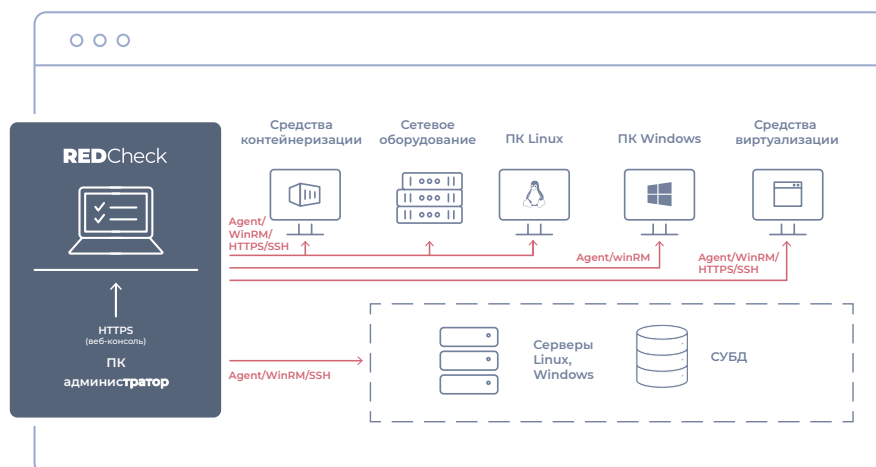 REDCheck
HTTPS
(веб-консоль)
ПК
администратор
Средства
контейнеризации
Сетевое
оборудование
ПК Linux
ПК Windows
Средства
виртуализации
Agent/
WinRM/
HTTPS/SSH
Agent/winRM
Agent/WinRM/
HTTPS/SSH
Agent/WinRM/SSH
Серверы
Linux,
Windows
СУБД